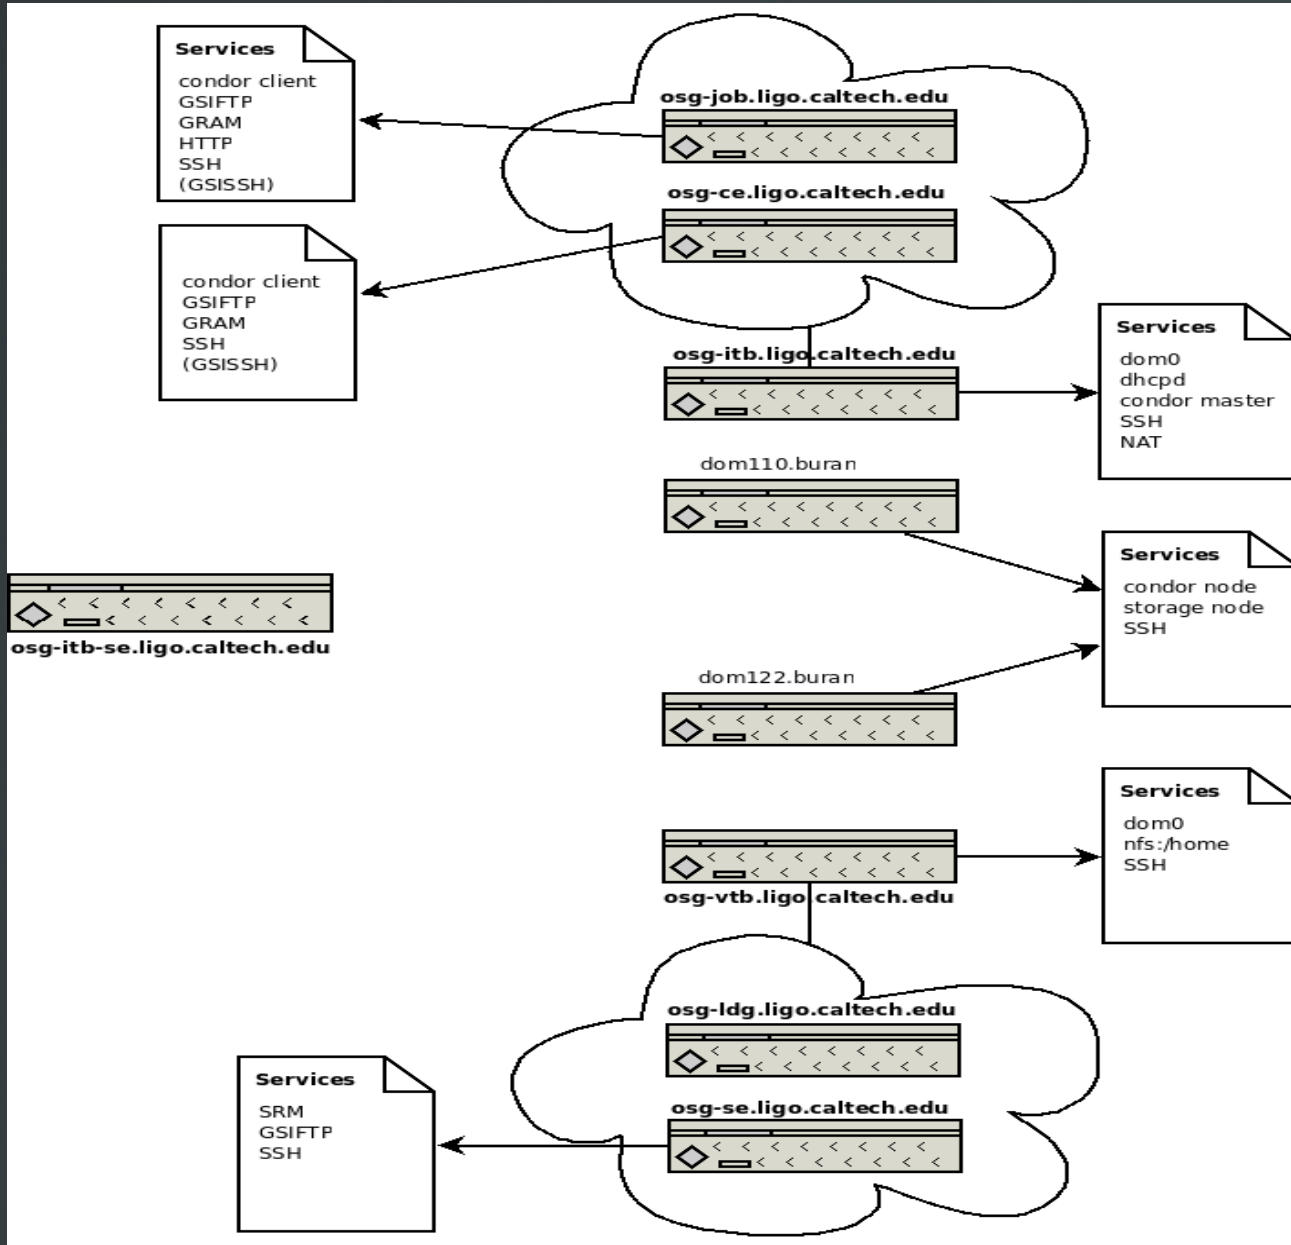 Services
condor client
GSIFTP
GRAM
HTTP
SSH
(GSISSH)
osg-job.ligo.caltech.edu
osg-ce.ligo.caltech.edu
condor client
GSIFTP
GRAM
SSH
(GSISSH)
osg-itb.ligo.caltech.edu
Services
dom0
dhcpd
condor master
SSH
NAT
dom110.buran
Services
condor node
storage node
SSH
osg-itb-se.ligo.caltech.edu
dom122.buran
Services
dom0
nfs:/home
SSH
osg-vtb.ligo.caltech.edu
osg-ldg.ligo.caltech.edu
osg-se.ligo.caltech.edu
Services
SRM
GSIFTP
SSH